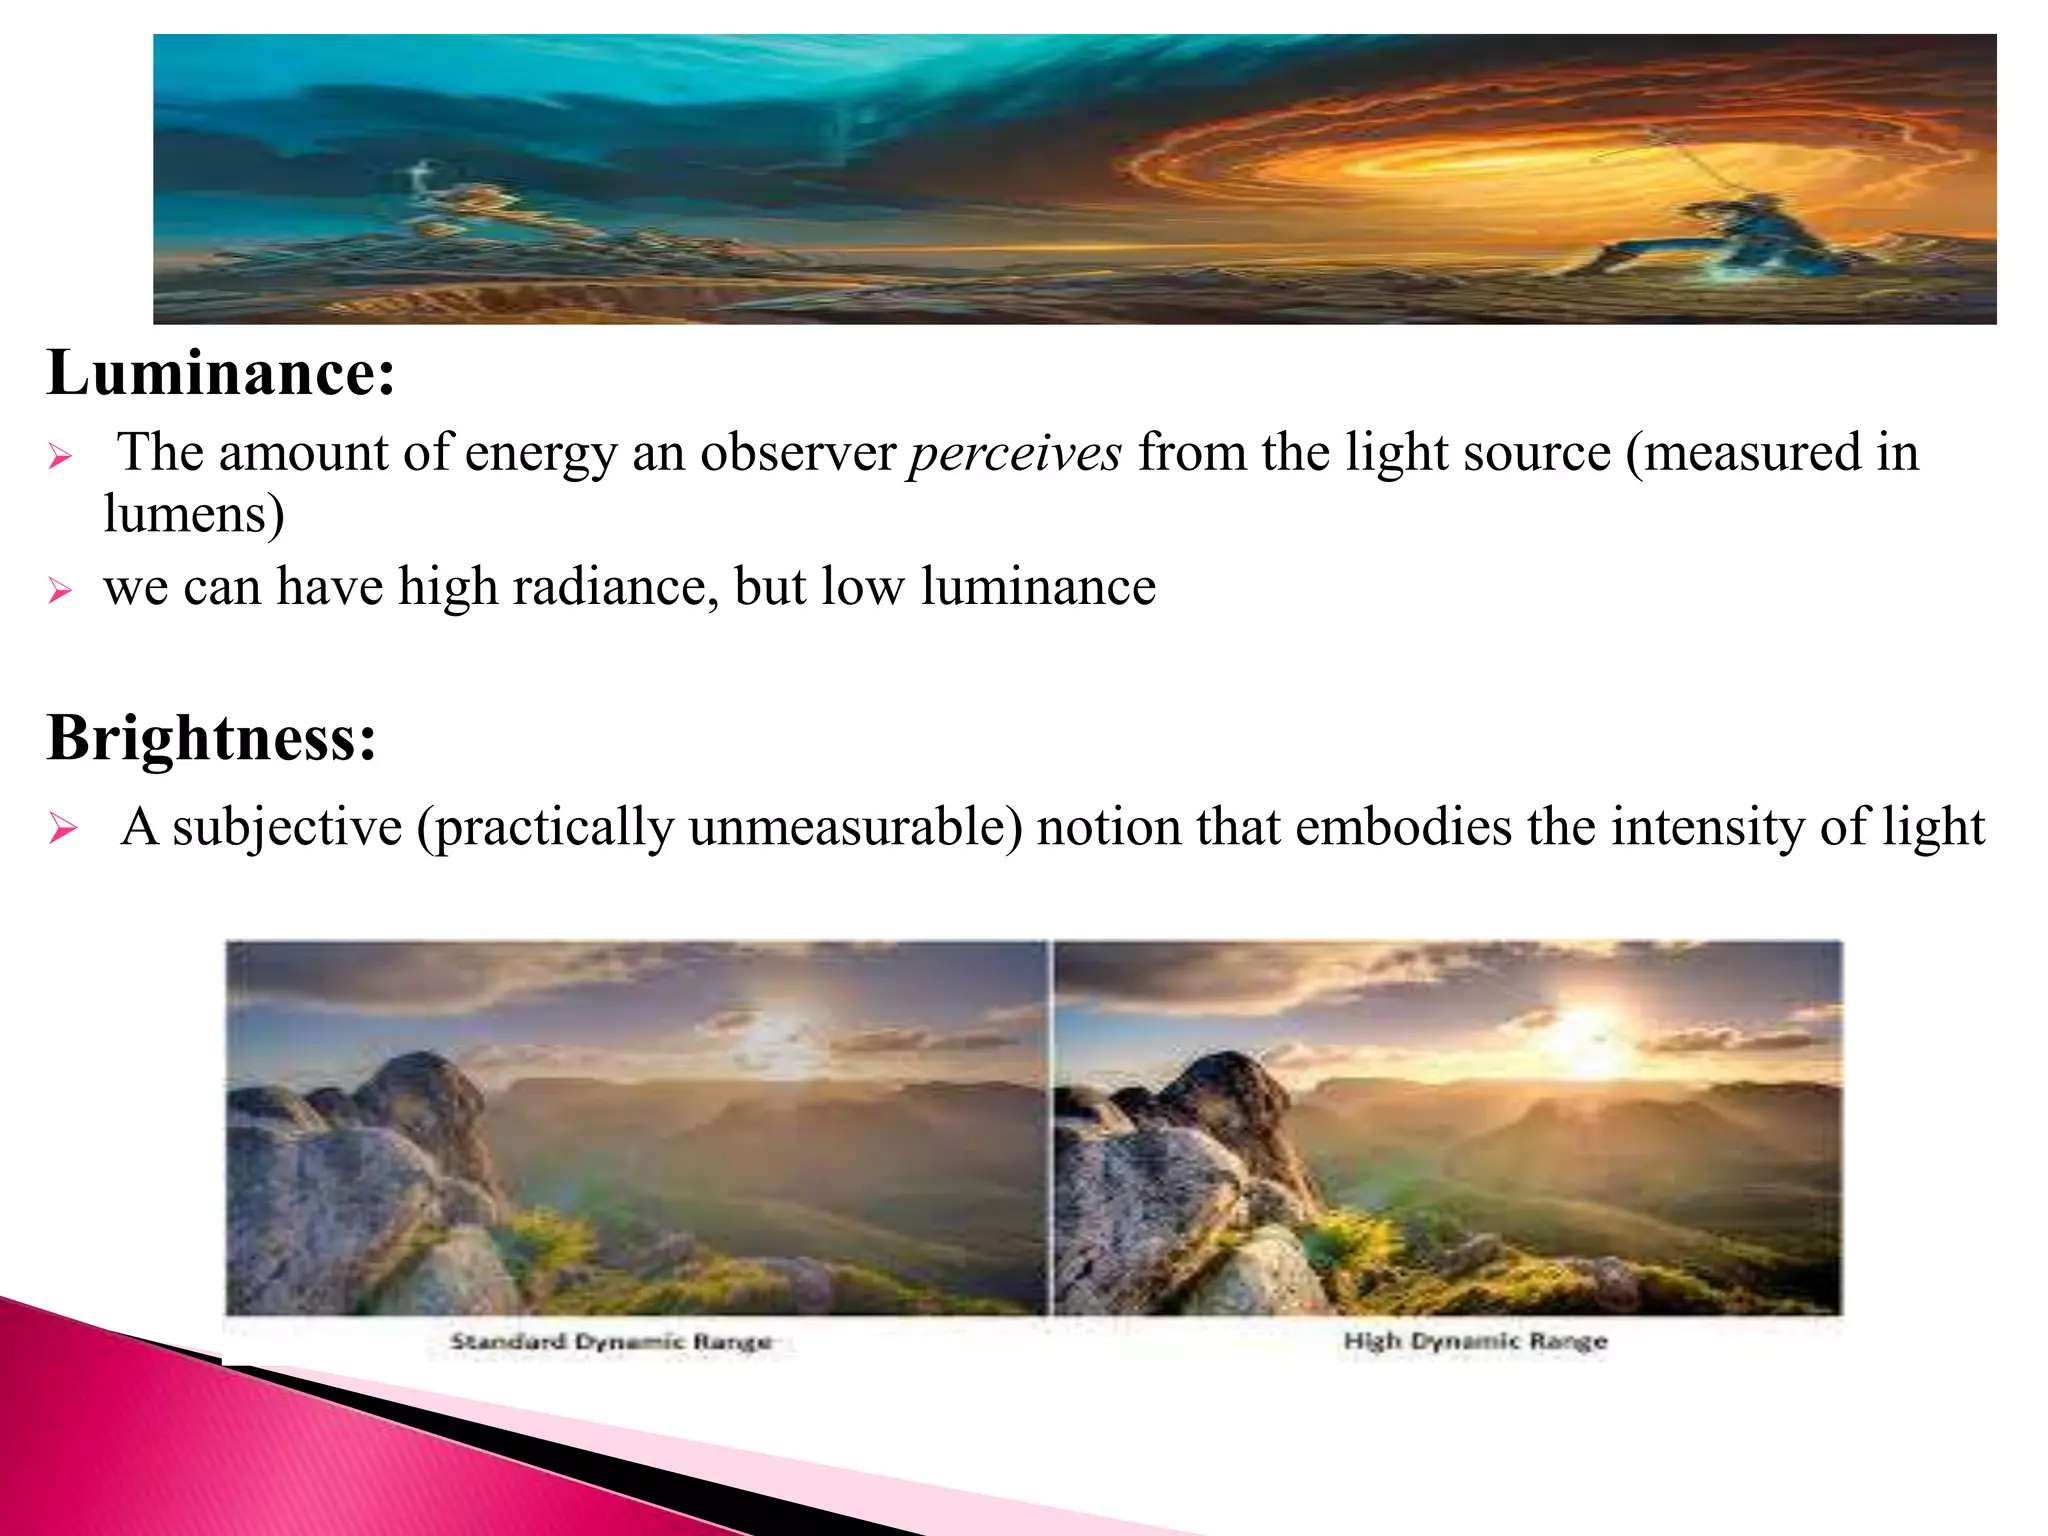 Luminance:
The amount of energy an observer perceives from the light source (measured in
lumens)
we can have high radiance, but low luminance
Brightness:
A subjective (practically unmeasurable) notion that embodies the intensity of light
Standard Dynamic Range
High Dynamic Range